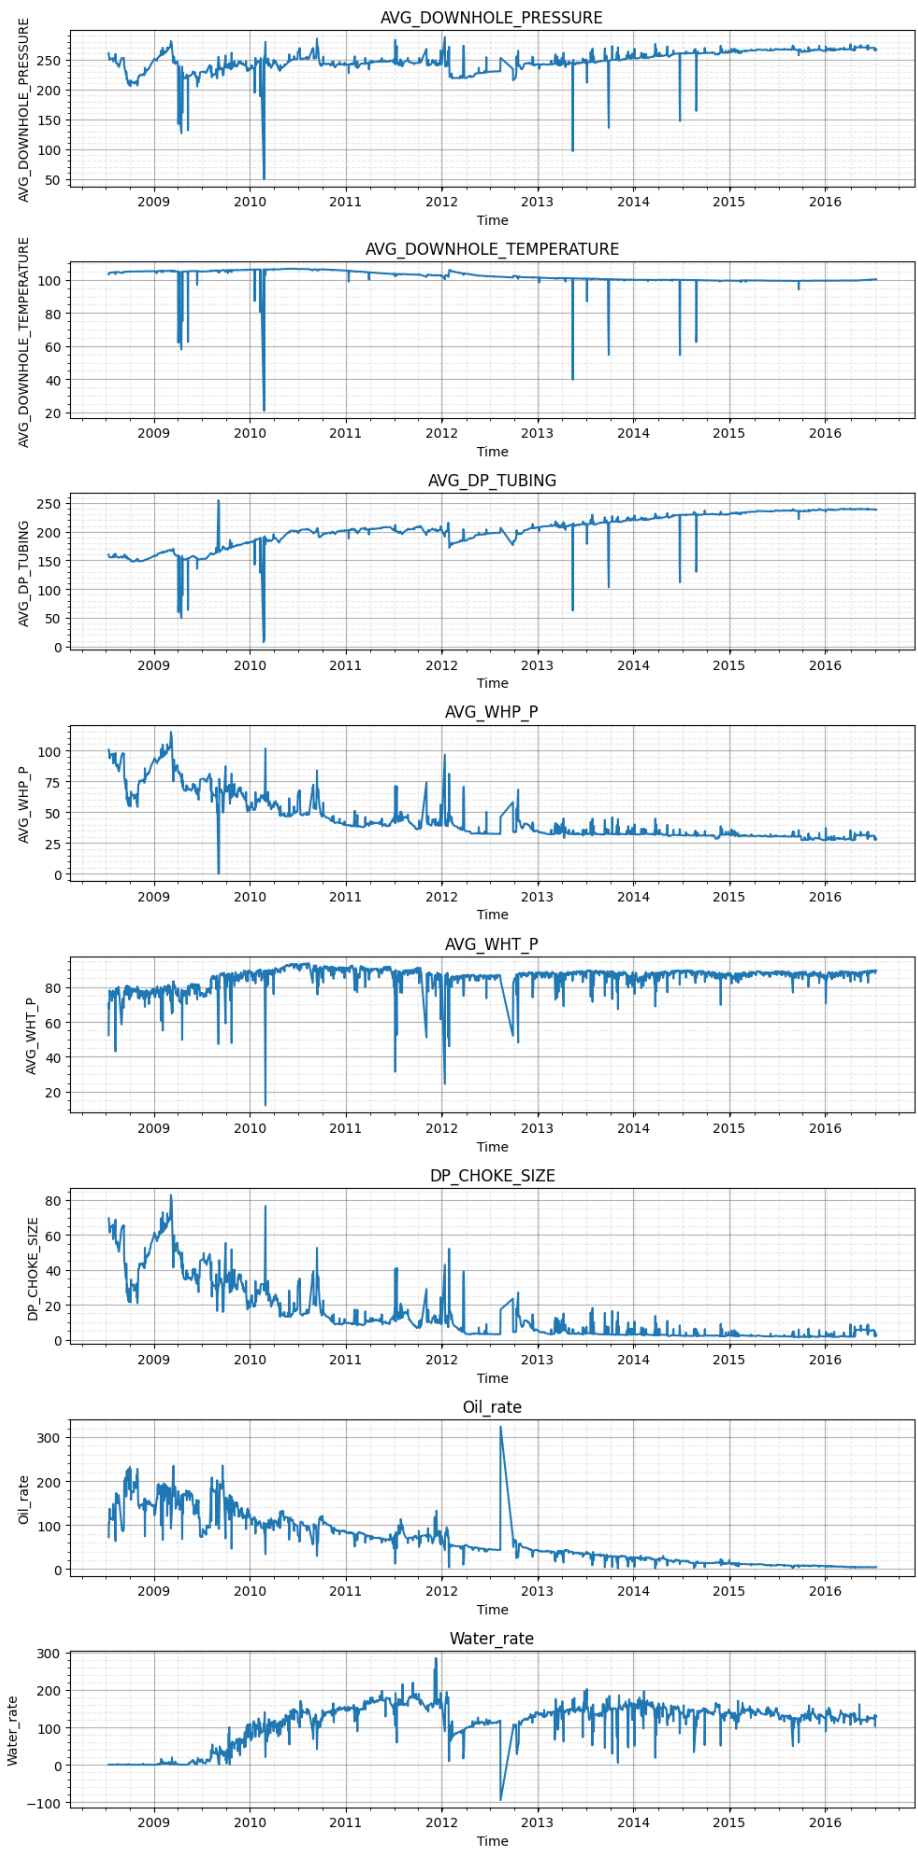 AVG_DOWNHOLE_PRESSURE
AVG_DOWNHOLE_PRESSURE
250
200
150
100
50
2009 2010 2011 2012 2013 2014 2015 2016
Time
AVG_DOWNHOLE_TEMPERATURE
AVG_DOWNHOLE_TEMPERATURE
100
80
60
40
20
2009 2010 2011 2012 2013 2014 2015 2016
Time
AVG_DP_TUBING
AVG_DP_TUBING
250
200
150
100
50
0
2009 2010 2011 2012 2013 2014 2015 2016
Time
AVG_WHP_P
AVG_WHP_P
100
75
50
25
0
2009 2010 2011 2012 2013 2014 2015 2016
Time
AVG_WHT_P
AVG_WHT_P
80
60
40
20
2009 2010 2011 2012 2013 2014 2015 2016
Time
DP_CHOKE_SIZE
DP_CHOKE_SIZE
80
60
40
20
0
2009 2010 2011 2012 2013 2014 2015 2016
Time
Oil_rate
Oil_rate
300
200
100
0
2009 2010 2011 2012 2013 2014 2015 2016
Time
Water_rate
Water_rate
300
200
100
0
−100
2009 2010 2011 2012 2013 2014 2015 2016
Time